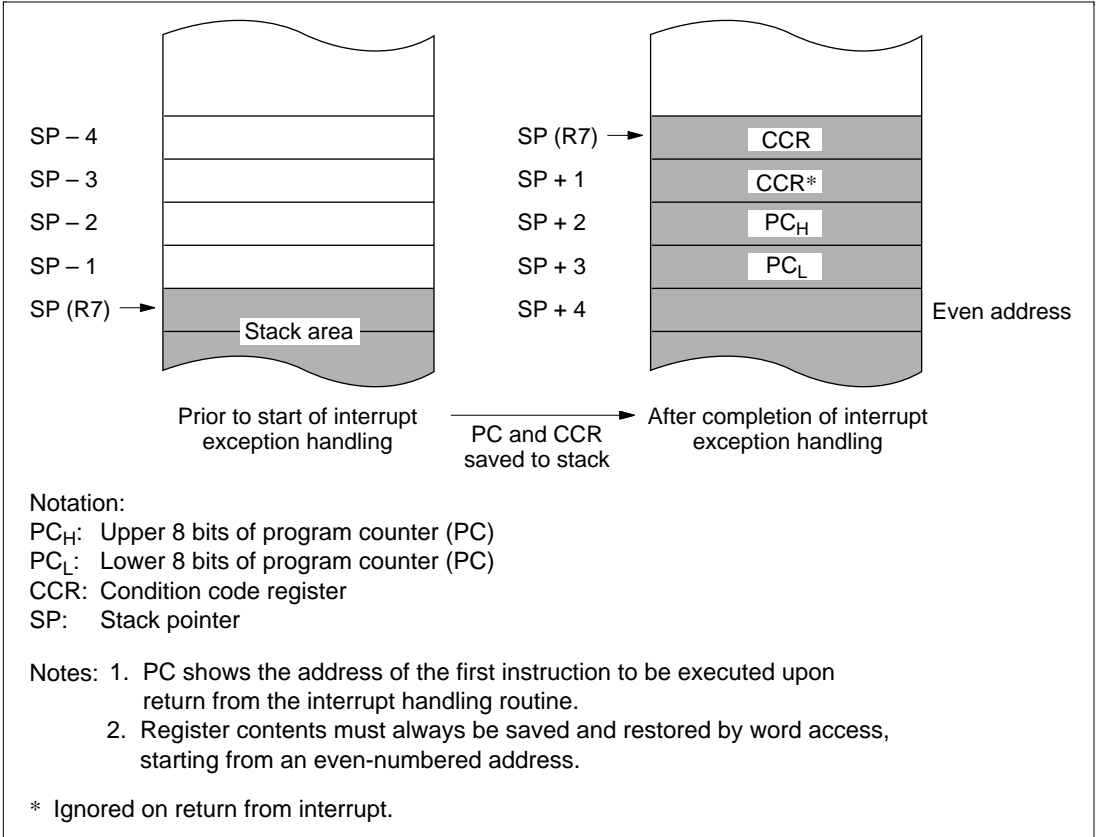 SP – 4
SP – 3
SP – 2
SP – 1
SP (R7)
Stack area
SP (R7)
SP + 1
SP + 2
SP + 3
SP + 4
CCR
CCR*
PCH
PCL
Even address
Prior to start of interrupt
exception handling
PC and CCR
saved to stack
After completion of interrupt
exception handling
Notation:
PCH: Upper 8 bits of program counter (PC)
PCL: Lower 8 bits of program counter (PC)
CCR: Condition code register
SP: Stack pointer
Notes: 1. PC shows the address of the first instruction to be executed upon
return from the interrupt handling routine.
2. Register contents must always be saved and restored by word access,
starting from an even-numbered address.
* Ignored on return from interrupt.